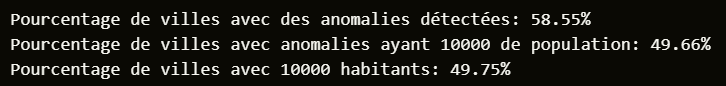 Pourcentage de villes avec des anomalies détectées: 58.55%
Pourcentage de villes avec anomalies ayant 10000 de population: 49.66%
Pourcentage de villes avec 10000 habitants: 49.75%